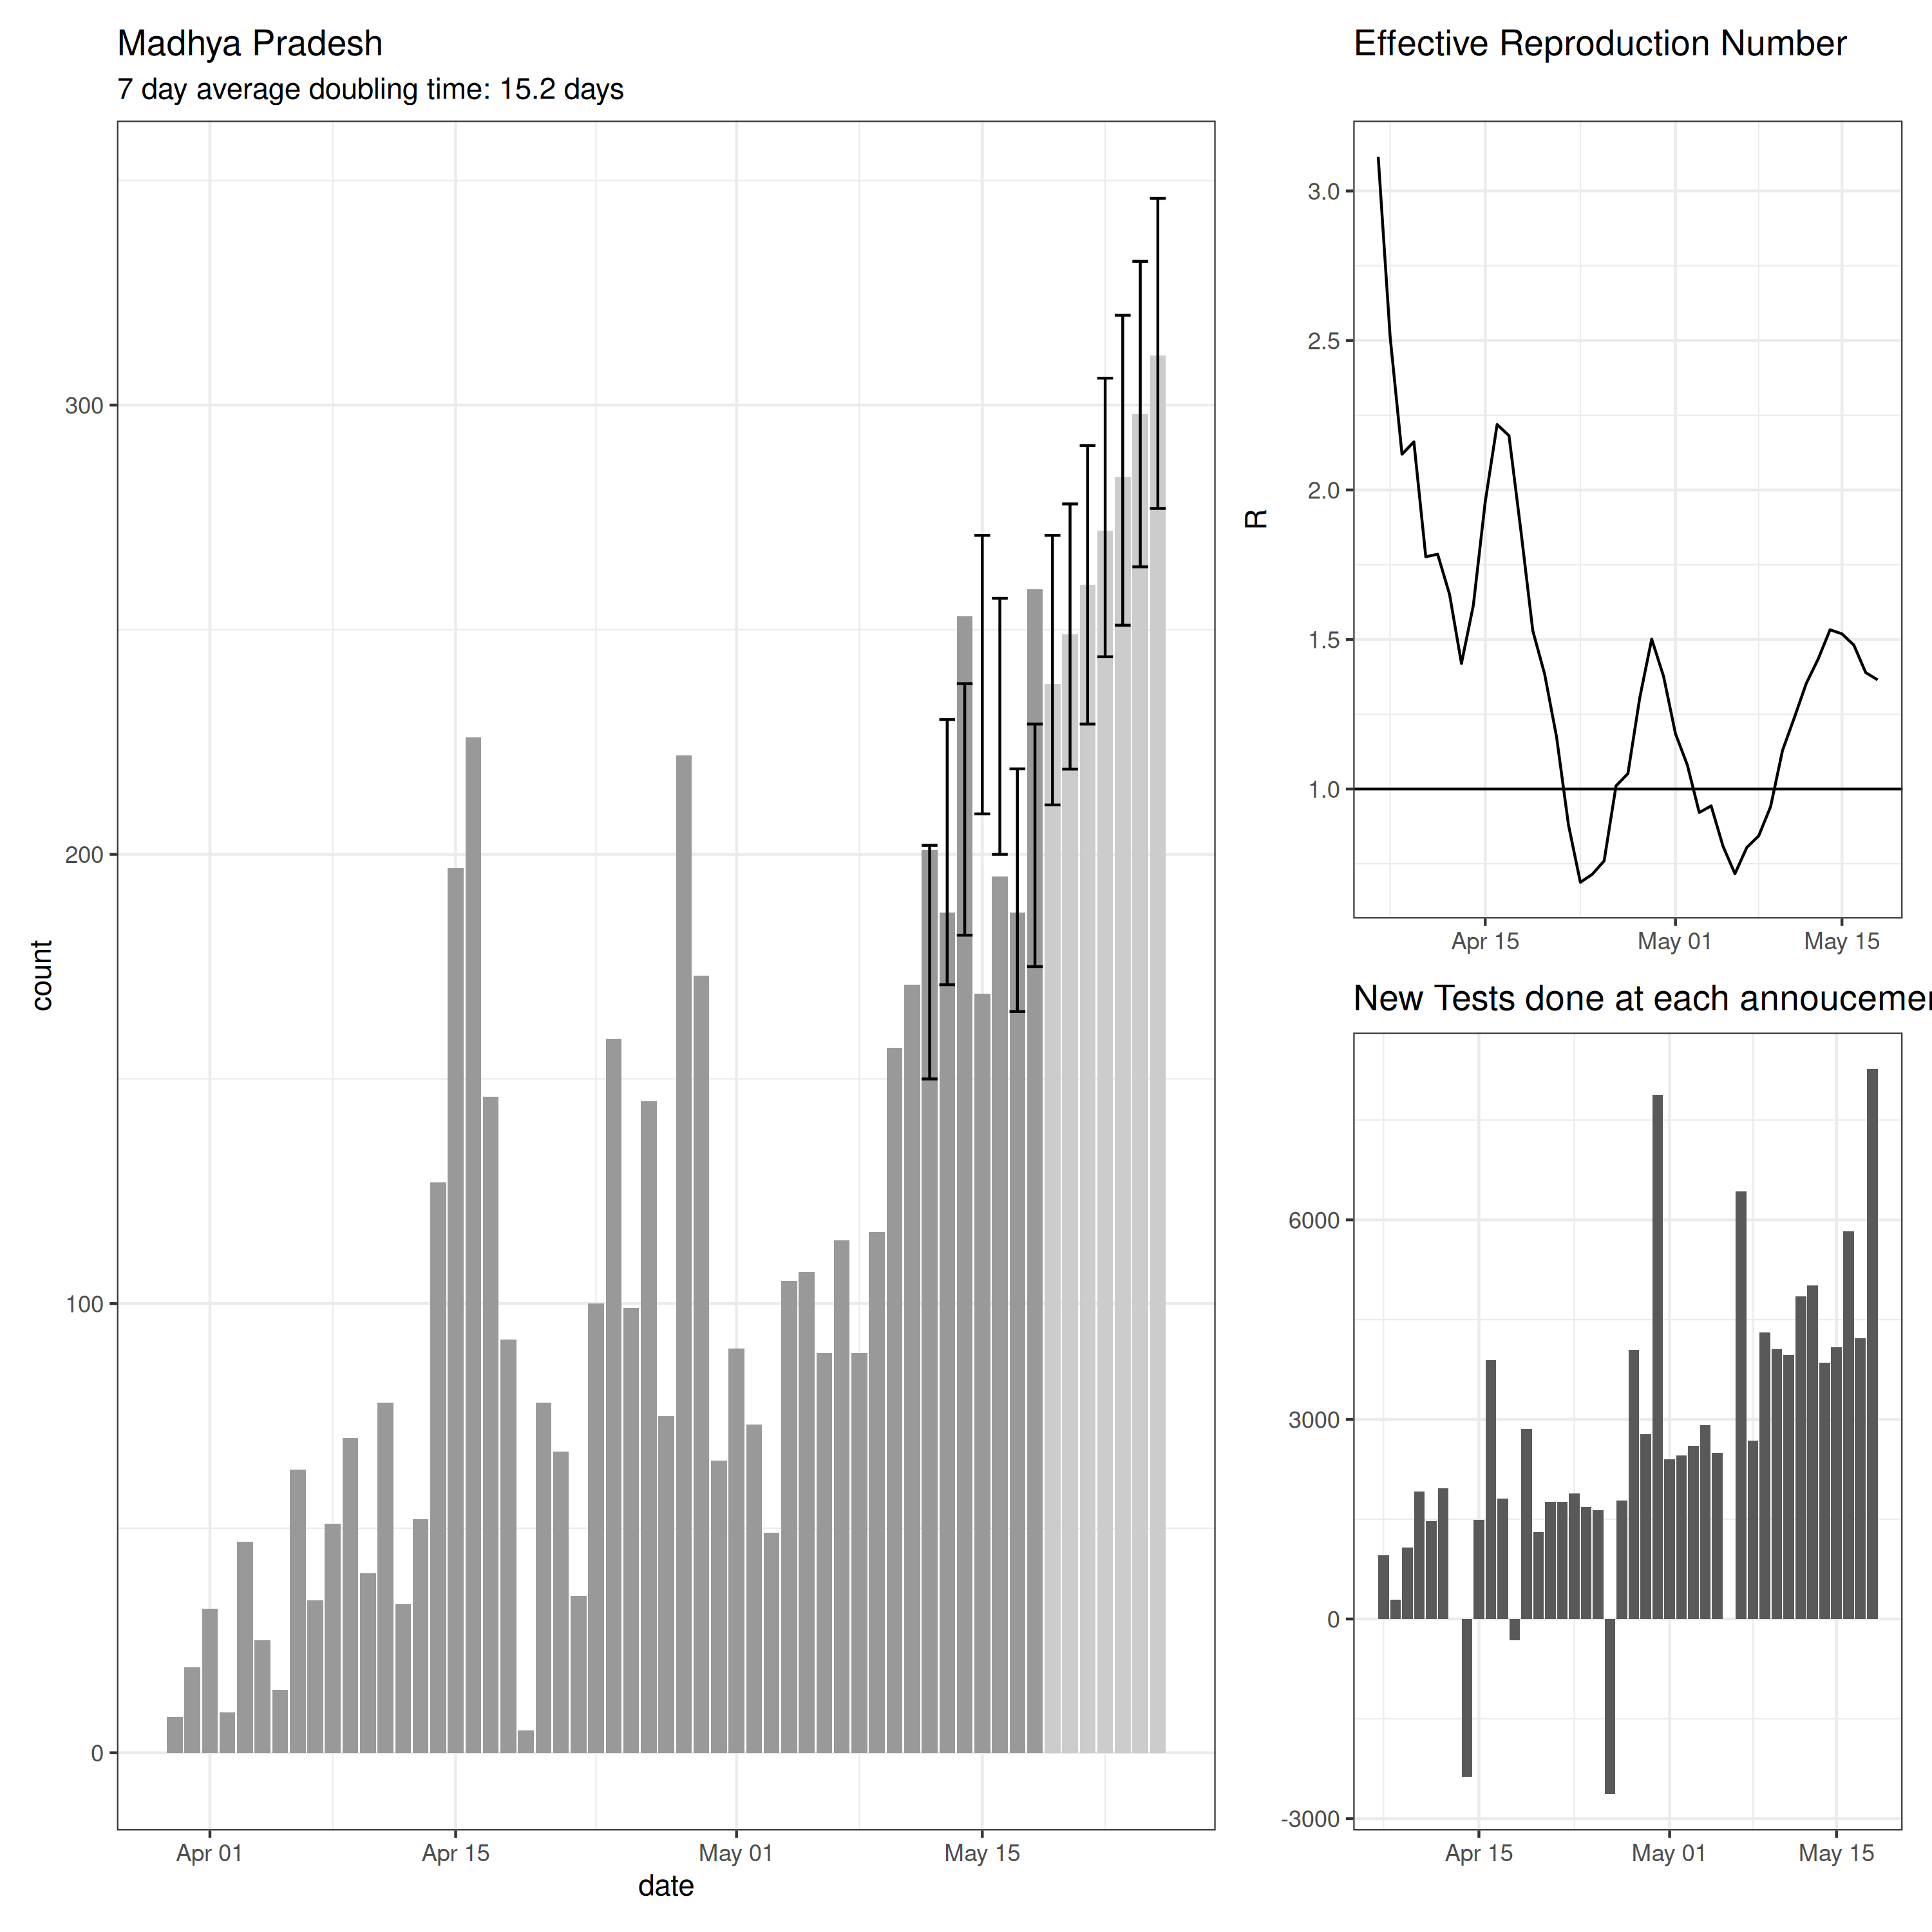 Madhya Pradesh
7 day average doubling time: 15.2 days
count
300
200
100
0
Apr 01 Apr 15 May 01 May 15
date
Effective Reproduction Number
R
3.0
2.5
2.0
1.5
1.0
Apr 15 May 01 May 15
New Tests done at each annoucemer
6000
3000
0
-3000
Apr 15 May 01 May 15